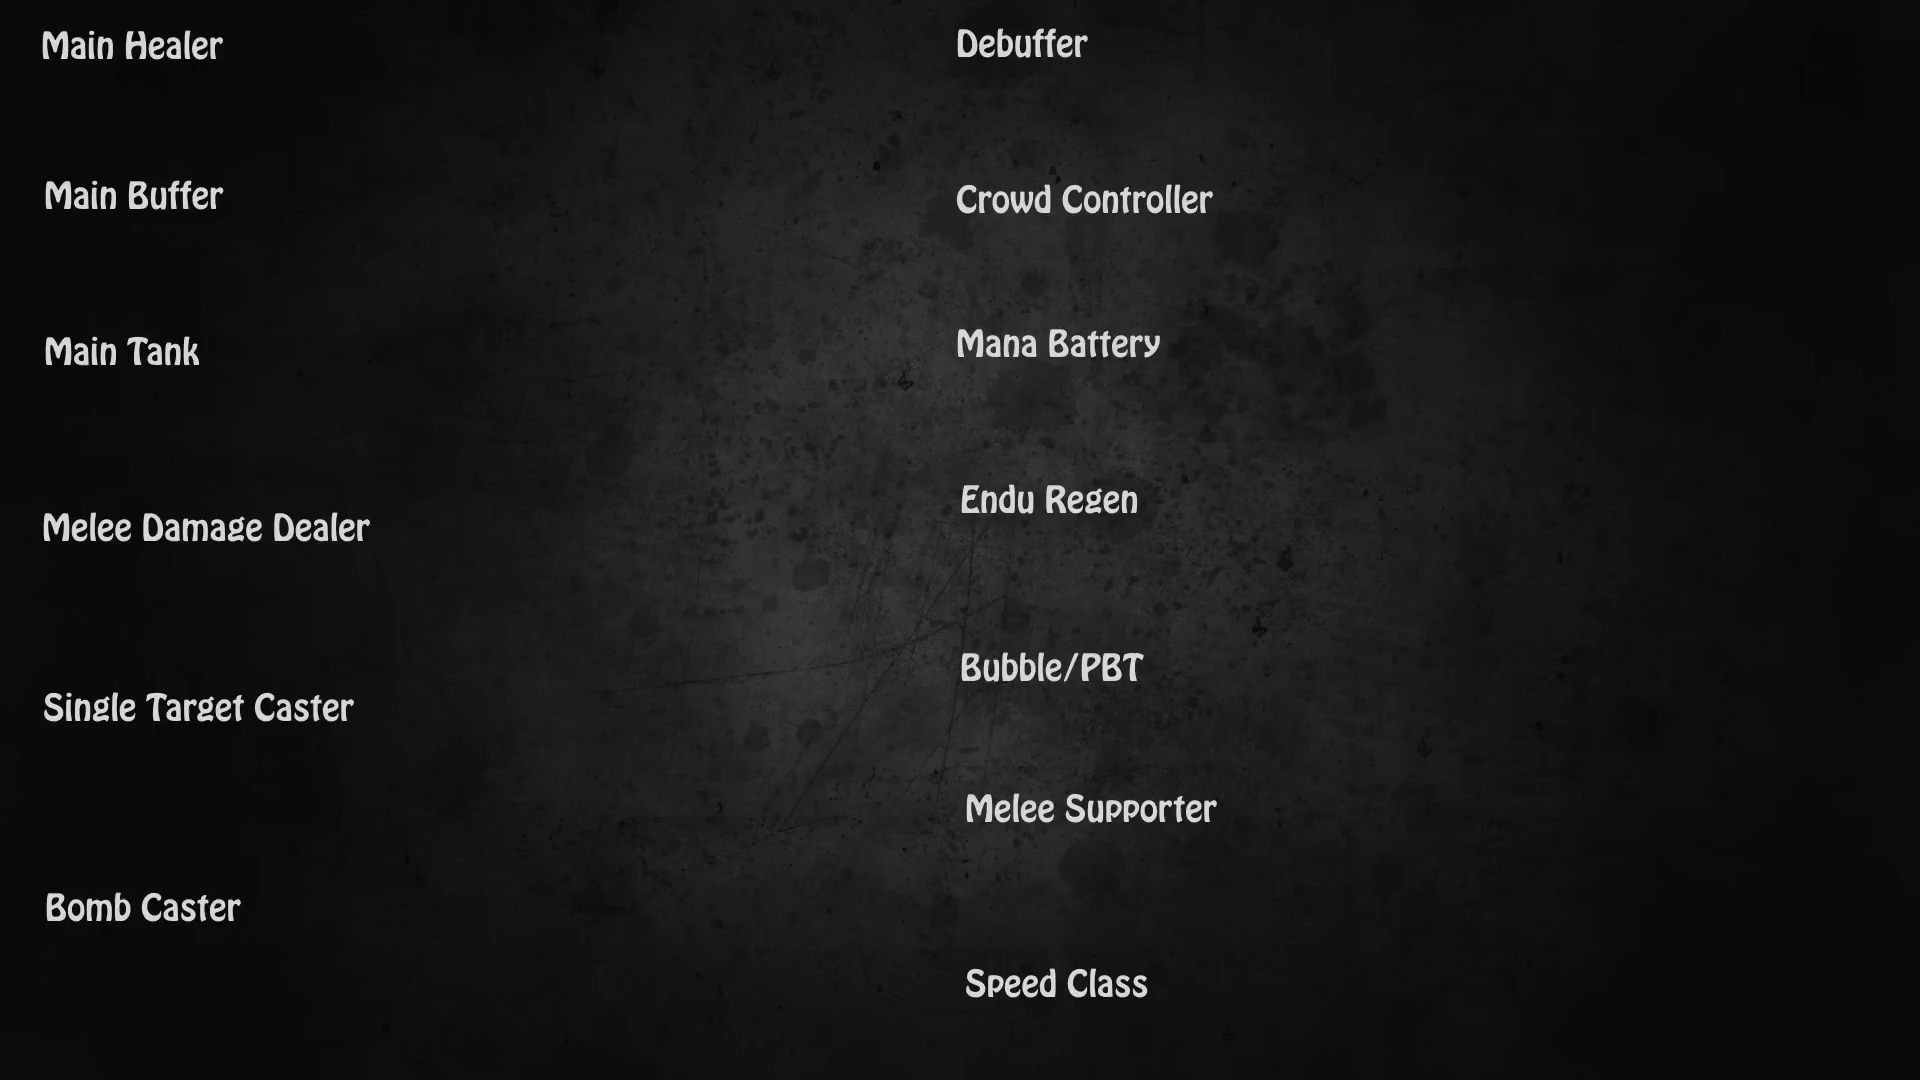 Main Healer
Main Buffer
Main Tank
Melee Damage Dealer
Single Target Caster
Bomb Caster
Debuffer
Crowd Controller
Mana Battery
Endu Regen
Bubble/PBT
Melee Supporter
Speed Class